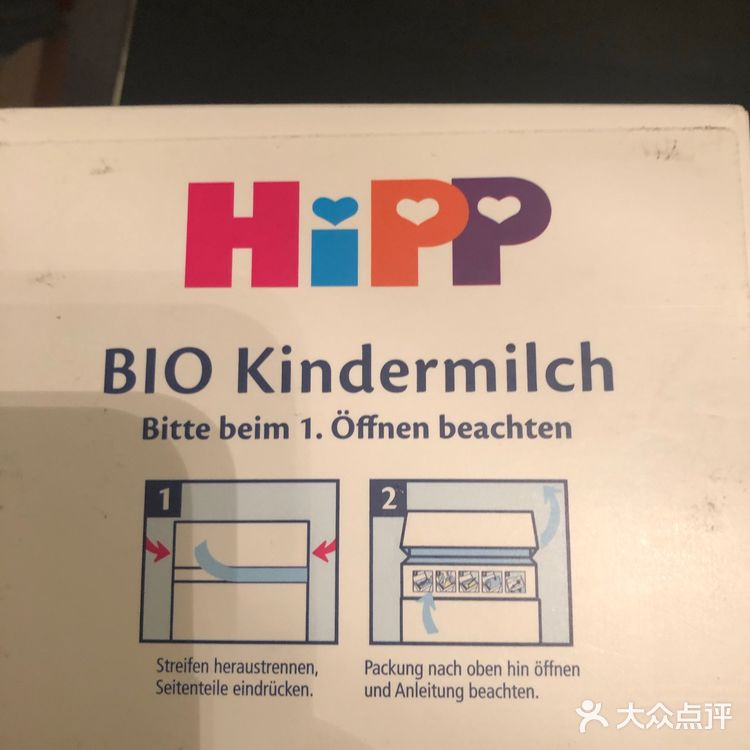 HiPP
BIO Kindermilch
Bitte beim 1. Öffnen beachten
1
2
Streifen heraustrennen,
Seitenteile eindrücken.
Packung nach oben hin öffnen
und Anleitung beachten.
大众点评